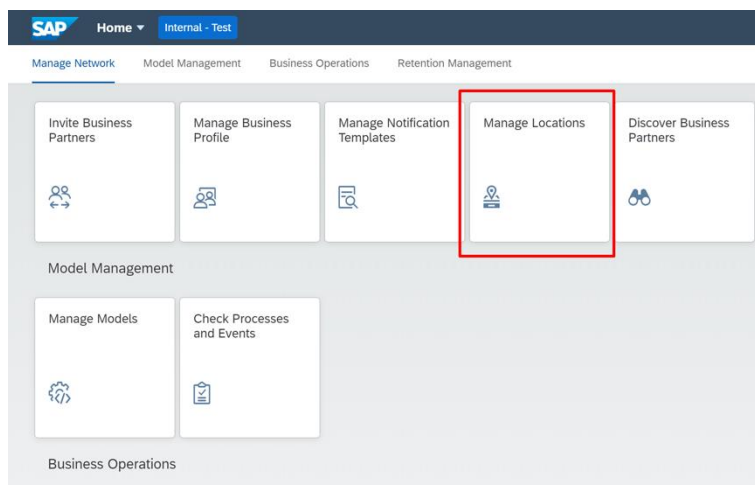 SAP Home Internal - Test
Manage Network Model Management Business Operations Retention Management
Invite Business
Partners
Manage Business
Profile
Manage Notification
Templates
Manage Locations
Discover Business
Partners
Model Management
Manage Models
Check Processes
and Events
Business Operations